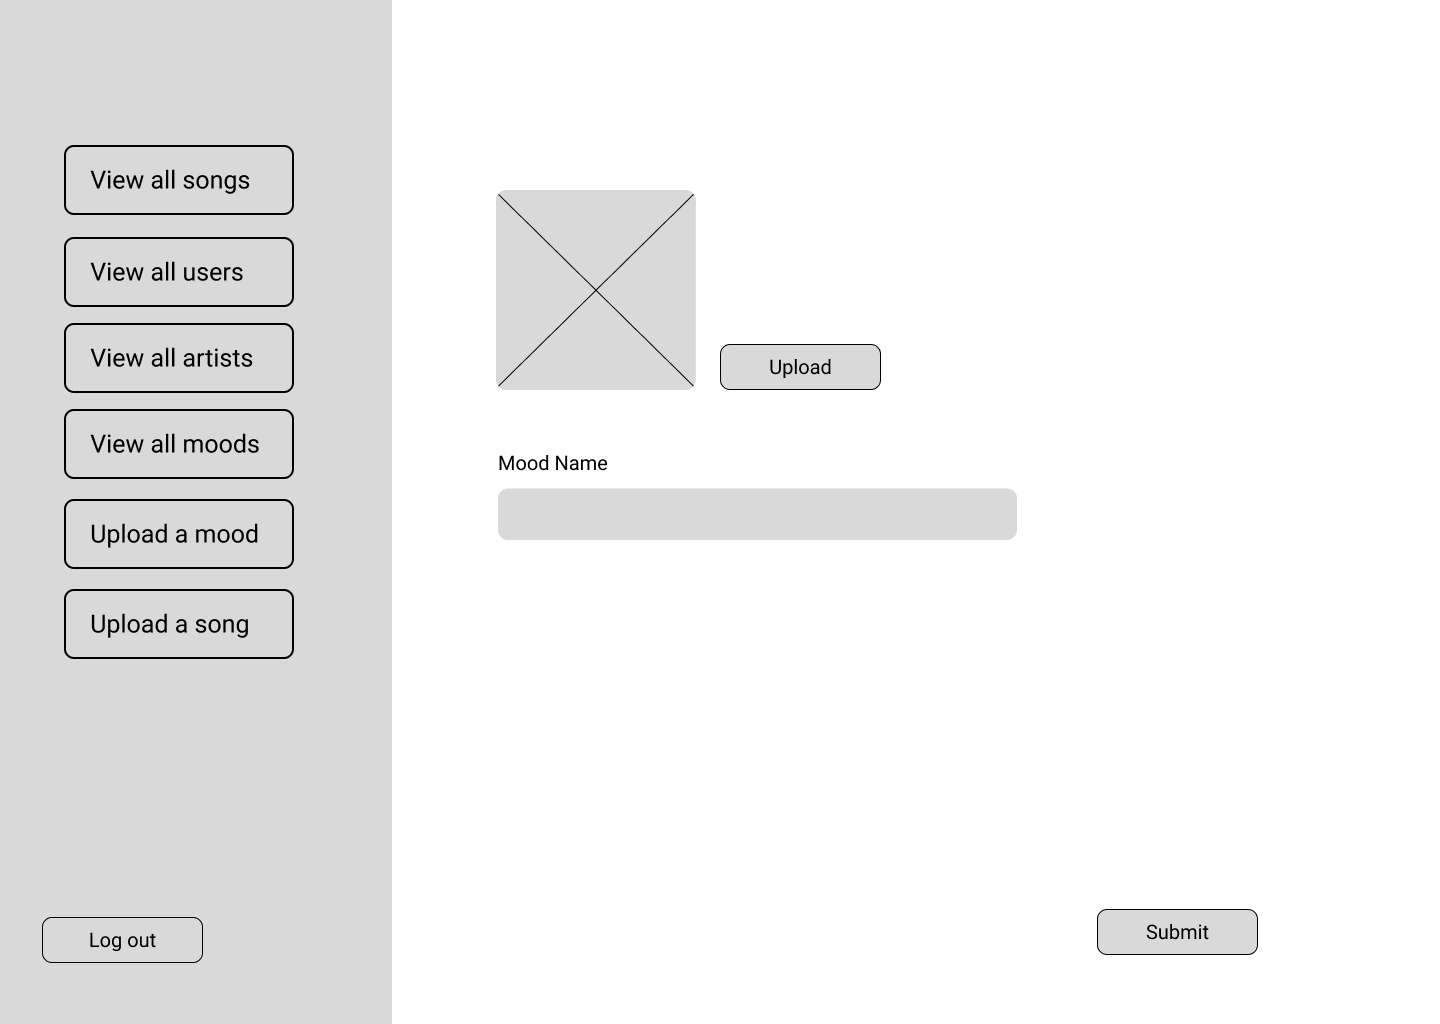 View all songs
View all users
View all artists
View all moods
Upload a mood
Upload a song
Log out
Upload
Mood Name
Submit